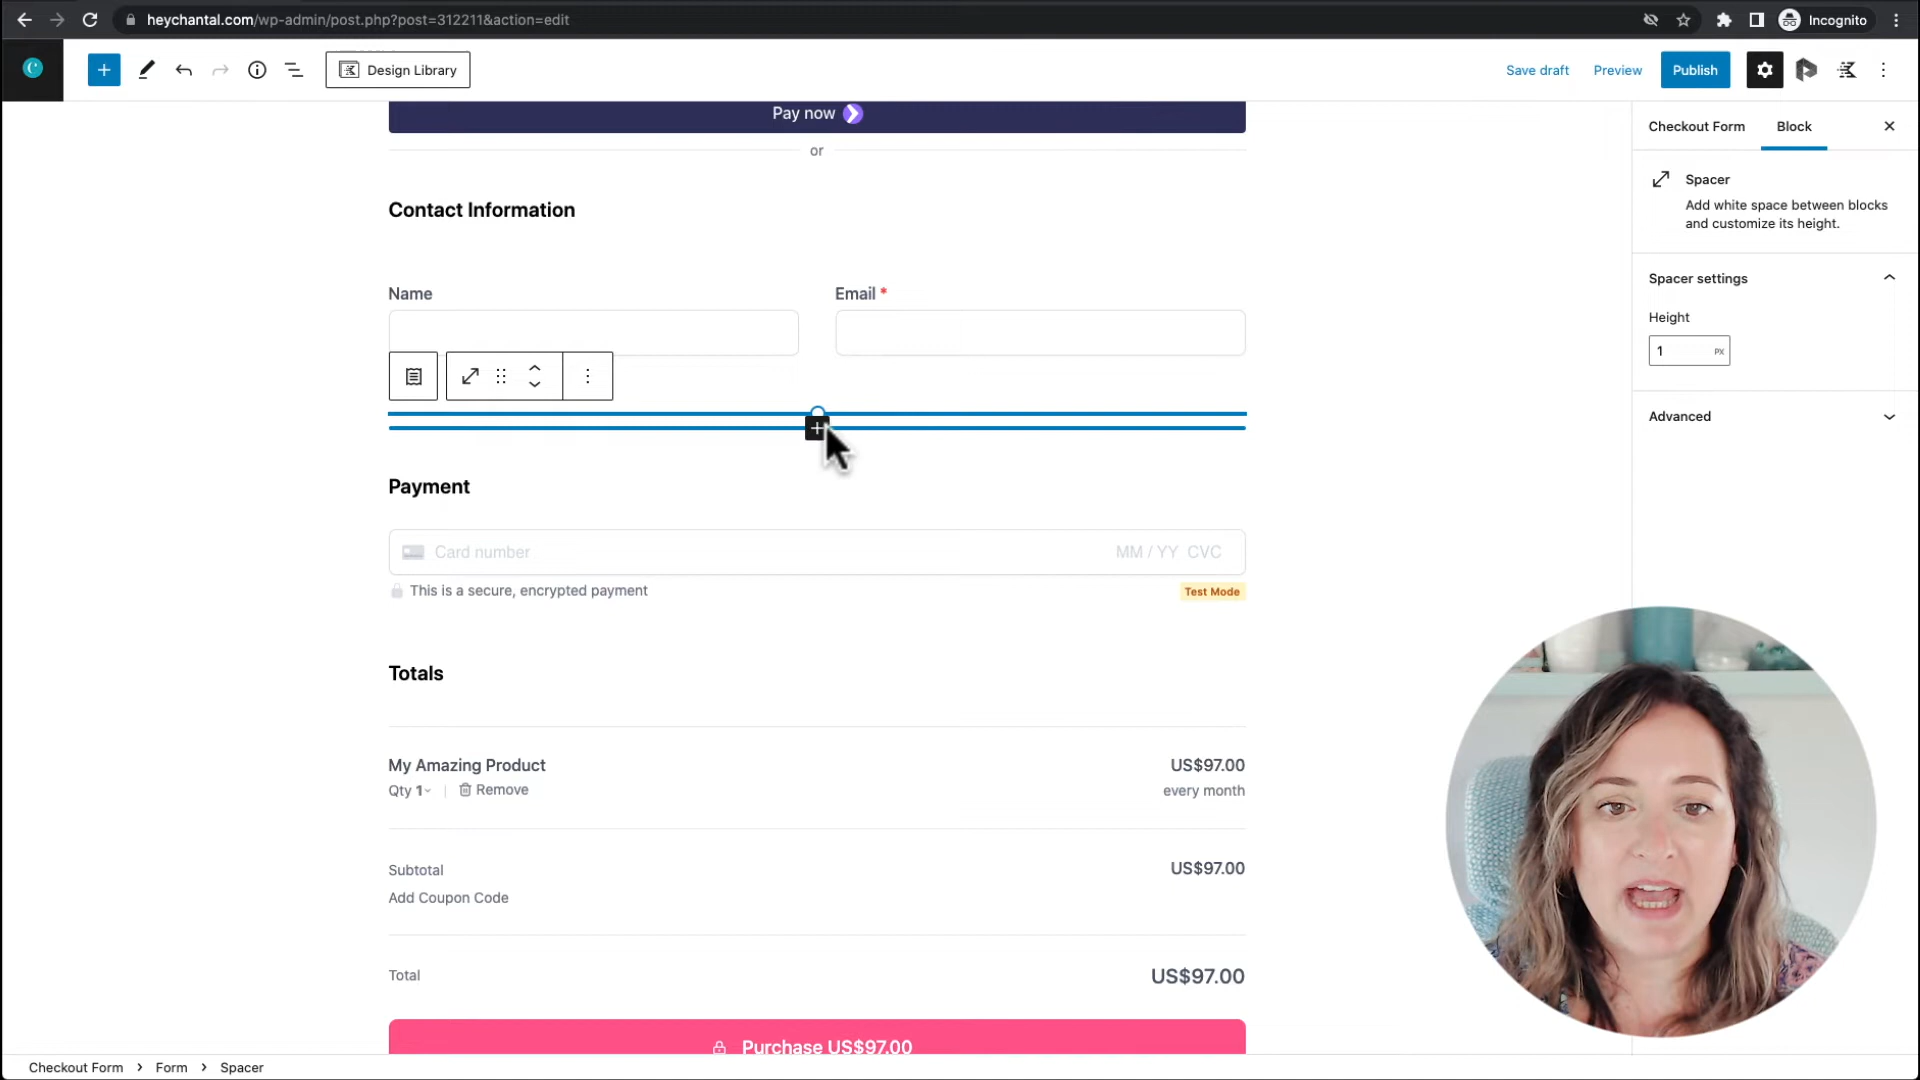 heychantal.com/wp-admin/post.php?post=312211&action=edit
Incognito
Design Library
Save draft
Preview
Publish
Pay now
or
Contact Information
Name
Email *
Payment
Card number
MM / YY CVC
This is a secure, encrypted payment
Test Mode
Totals
My Amazing Product
US$97.00
Qty 1
Remove
every month
Subtotal
US$97.00
Add Coupon Code
Total
US$97.00
Purchase US$97.00
Checkout Form
Block
Spacer
Add white space between blocks
and customize its height.
Spacer settings
Height
1
PX
Advanced
Checkout Form > Form > Spacer